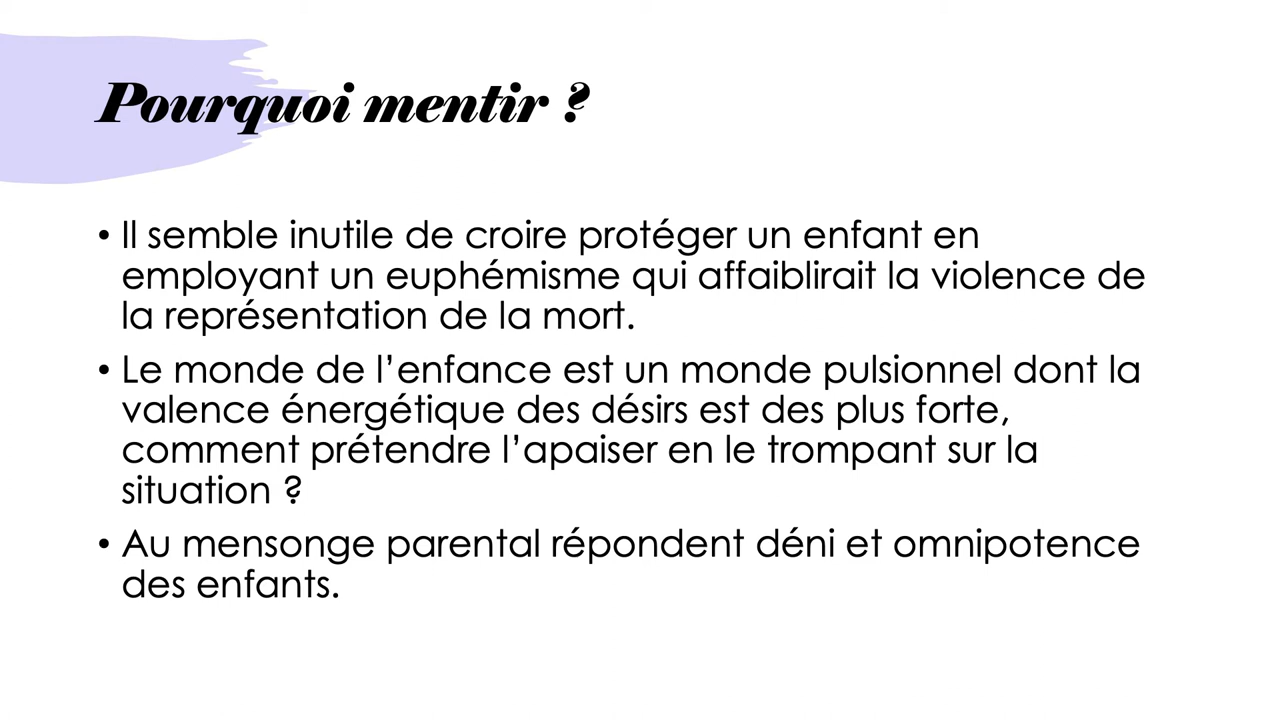 Pourquoi mentir ?
• Il semble inutile de croire protéger un enfant en
employant un euphémisme qui affaiblirait la violence de
la représentation de la mort.
• Le monde de l’enfance est un monde pulsionnel dont la
valence énergétique des désirs est des plus forte,
comment prétendre l’apaiser en le trompant sur la
situation ?
• Au mensonge parental répondent déni et omnipotence
des enfants.